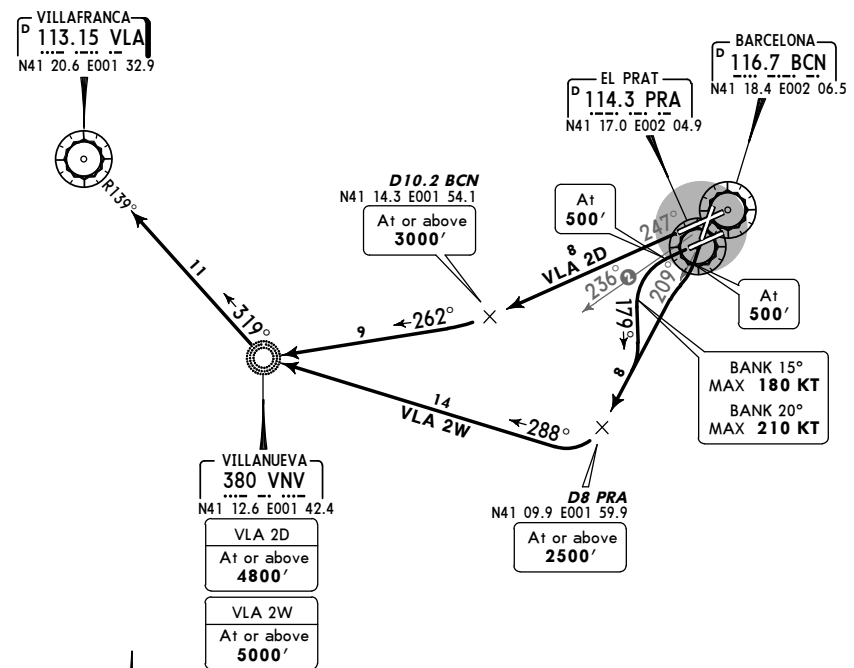 VILLAFRANCA
D
113.15 VLA
N41 20.6 E001 32.9
BARCELONA
D
116.7 BCN
N41 18.4 E002 06.5
EL PRAT
D
114.3 PRA
N41 17.0 E002 04.9
R139°
D10.2 BCN
N41 14.3 E001 54.1
At or above
3000'
At
500'
247°
8
VLA 2D
236°
2
209°
179°
At
500'
11
319°
9
262°
BANK 15°
MAX 180 KT
BANK 20°
MAX 210 KT
8
14
VLA 2W
288°
VILLANUEVA
380 VNV
N41 12.6 E001 42.4
D8 PRA
N41 09.9 E001 59.9
At or above
2500'
VLA 2D
At or above
4800'
VLA 2W
At or above
5000'